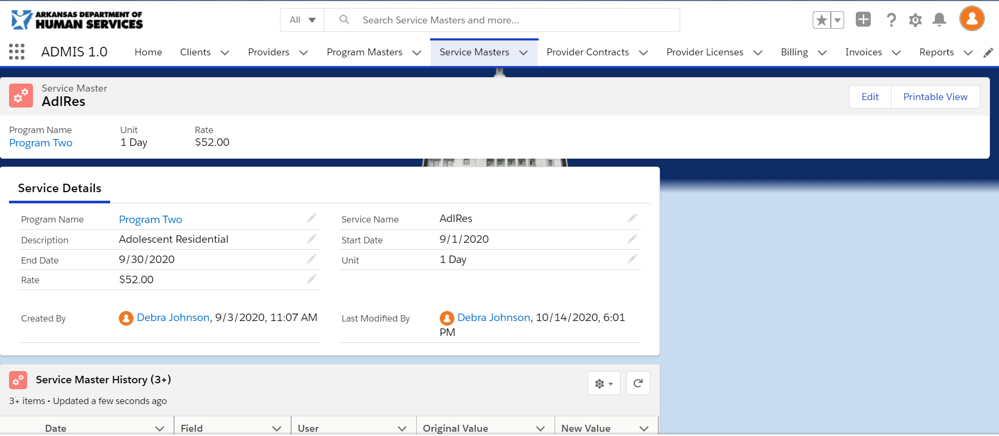 ARKANSAS DEPARTMENT OF
HUMAN SERVICES
All
Search Service Masters and more...
ADMIS 1.0
Home
Clients
Providers
Program Masters
Service Masters
Provider Contracts
Provider Licenses
Billing
Invoices
Reports
Service Master
AdlRes
Edit
Printable View
Program Name
Unit
Rate
Program Two
1 Day
$52.00
Service Details
Program Name
Program Two
Service Name
AdlRes
Description
Adolescent Residential
Start Date
9/1/2020
End Date
9/30/2020
Unit
1 Day
Rate
$52.00
Created By
Debra Johnson, 9/3/2020, 11:07 AM
Last Modified By
Debra Johnson, 10/14/2020, 6:01
PM
Service Master History (3+)
3+ items • Updated a few seconds ago
Date
Field
User
Original Value
New Value